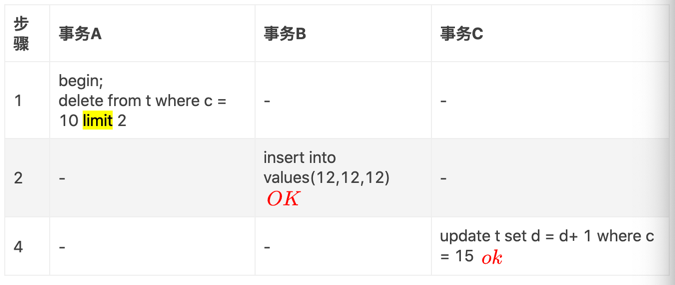 步骤 事务A 事务B 事务C
1 begin;
delete from t where c =
10 limit 2 - -
2 - insert into
values(12,12,12)
OK -
4 - - update t set d = d+ 1 where c
= 15 ok